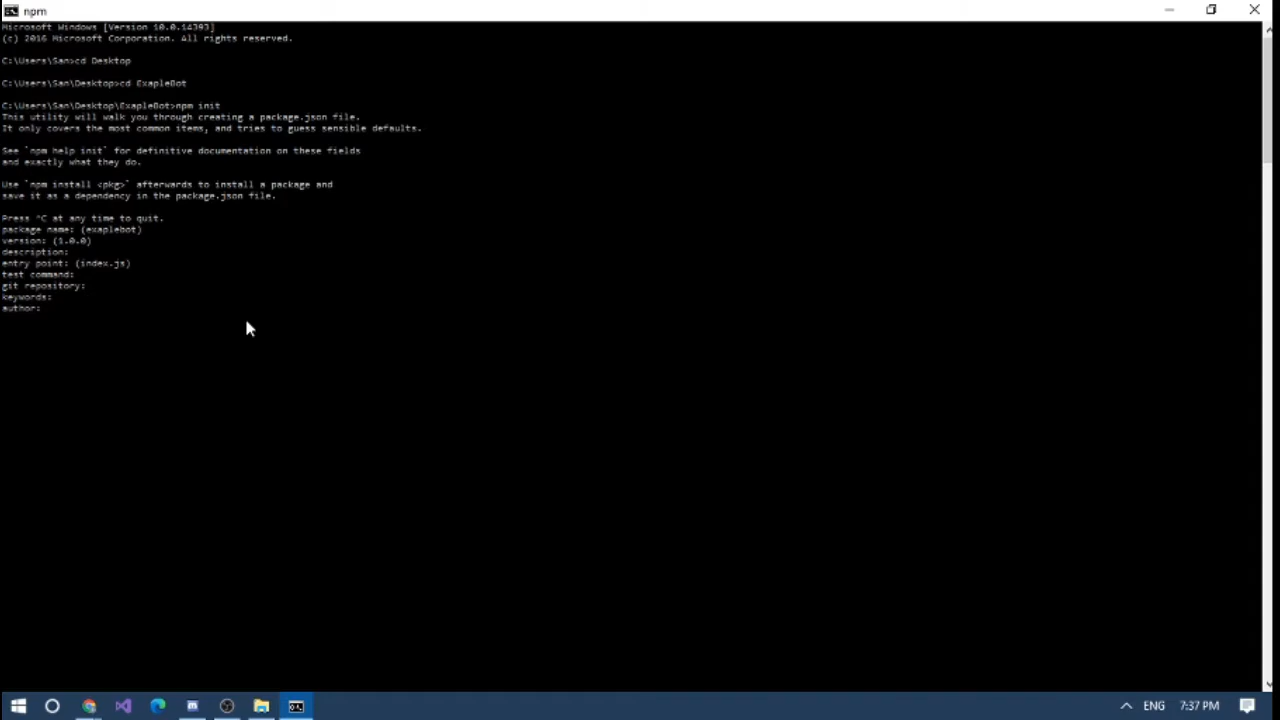 npm
Microsoft Windows [Version 10.0.14393]
(c) 2016 Microsoft Corporation. All rights reserved.
C:\Users\San>cd Desktop
C:\Users\San\Desktop>cd ExapleBot
C:\Users\San\Desktop\ExapleBot>npm init
This utility will walk you through creating a package.json file.
It only covers the most common items, and tries to guess sensible defaults.
See `npm help init` for definitive documentation on these fields
and exactly what they do.
Use `npm install <pkg>` afterwards to install a package and
save it as a dependency in the package.json file.
Press ^C at any time to quit.
package name: (exaplebot)
version: (1.0.0)
description:
entry point: (index.js)
test command:
git repository:
keywords:
author:
ENG 7:37 PM